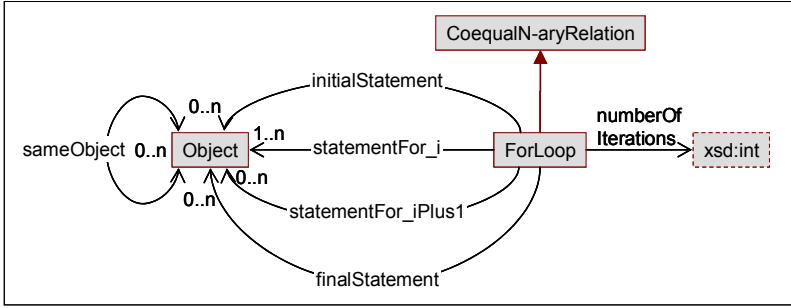 CoequalN-aryRelation
initialStatement
0..n
numberOf
Iterations
1..n
sameObject
0..n
Object
statementFor_i
ForLoop
xsd:int
0..n
0..n
statementFor_iPlus1
finalStatement